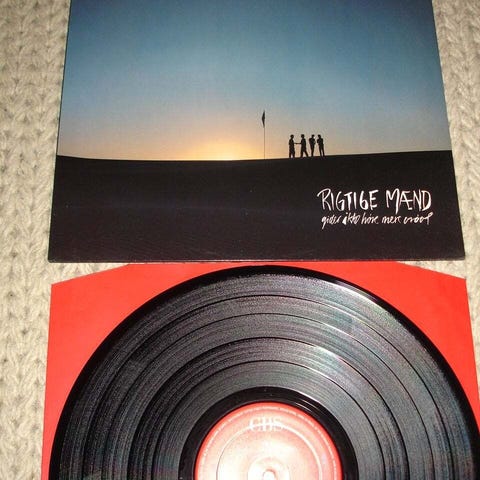 RIGTIGE MÆND
gider ikke høre mere vrøvl
CBS